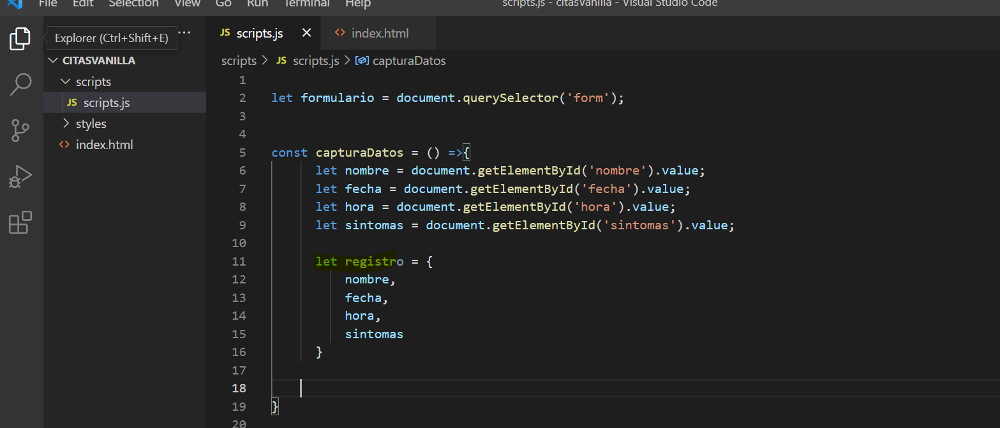 File Edit Selection View Go Run Terminal Help scripts.js - citasVanilla - Visual Studio Code
Explorer (Ctrl+Shift+E) ···
CITASVANILLA
scripts
JS scripts.js
styles
<> index.html
JS scripts.js × <> index.html
scripts > JS scripts.js > capturaDatos
1
2 let formulario = document.querySelector('form');
3
4
5 const capturaDatos = () =>{
6 let nombre = document.getElementById('nombre').value;
7 let fecha = document.getElementById('fecha').value;
8 let hora = document.getElementById('hora').value;
9 let sintomas = document.getElementById('sintomas').value;
10
11 let registro = {
12 nombre,
13 fecha,
14 hora,
15 sintomas
16 }
17
18
19 }
20